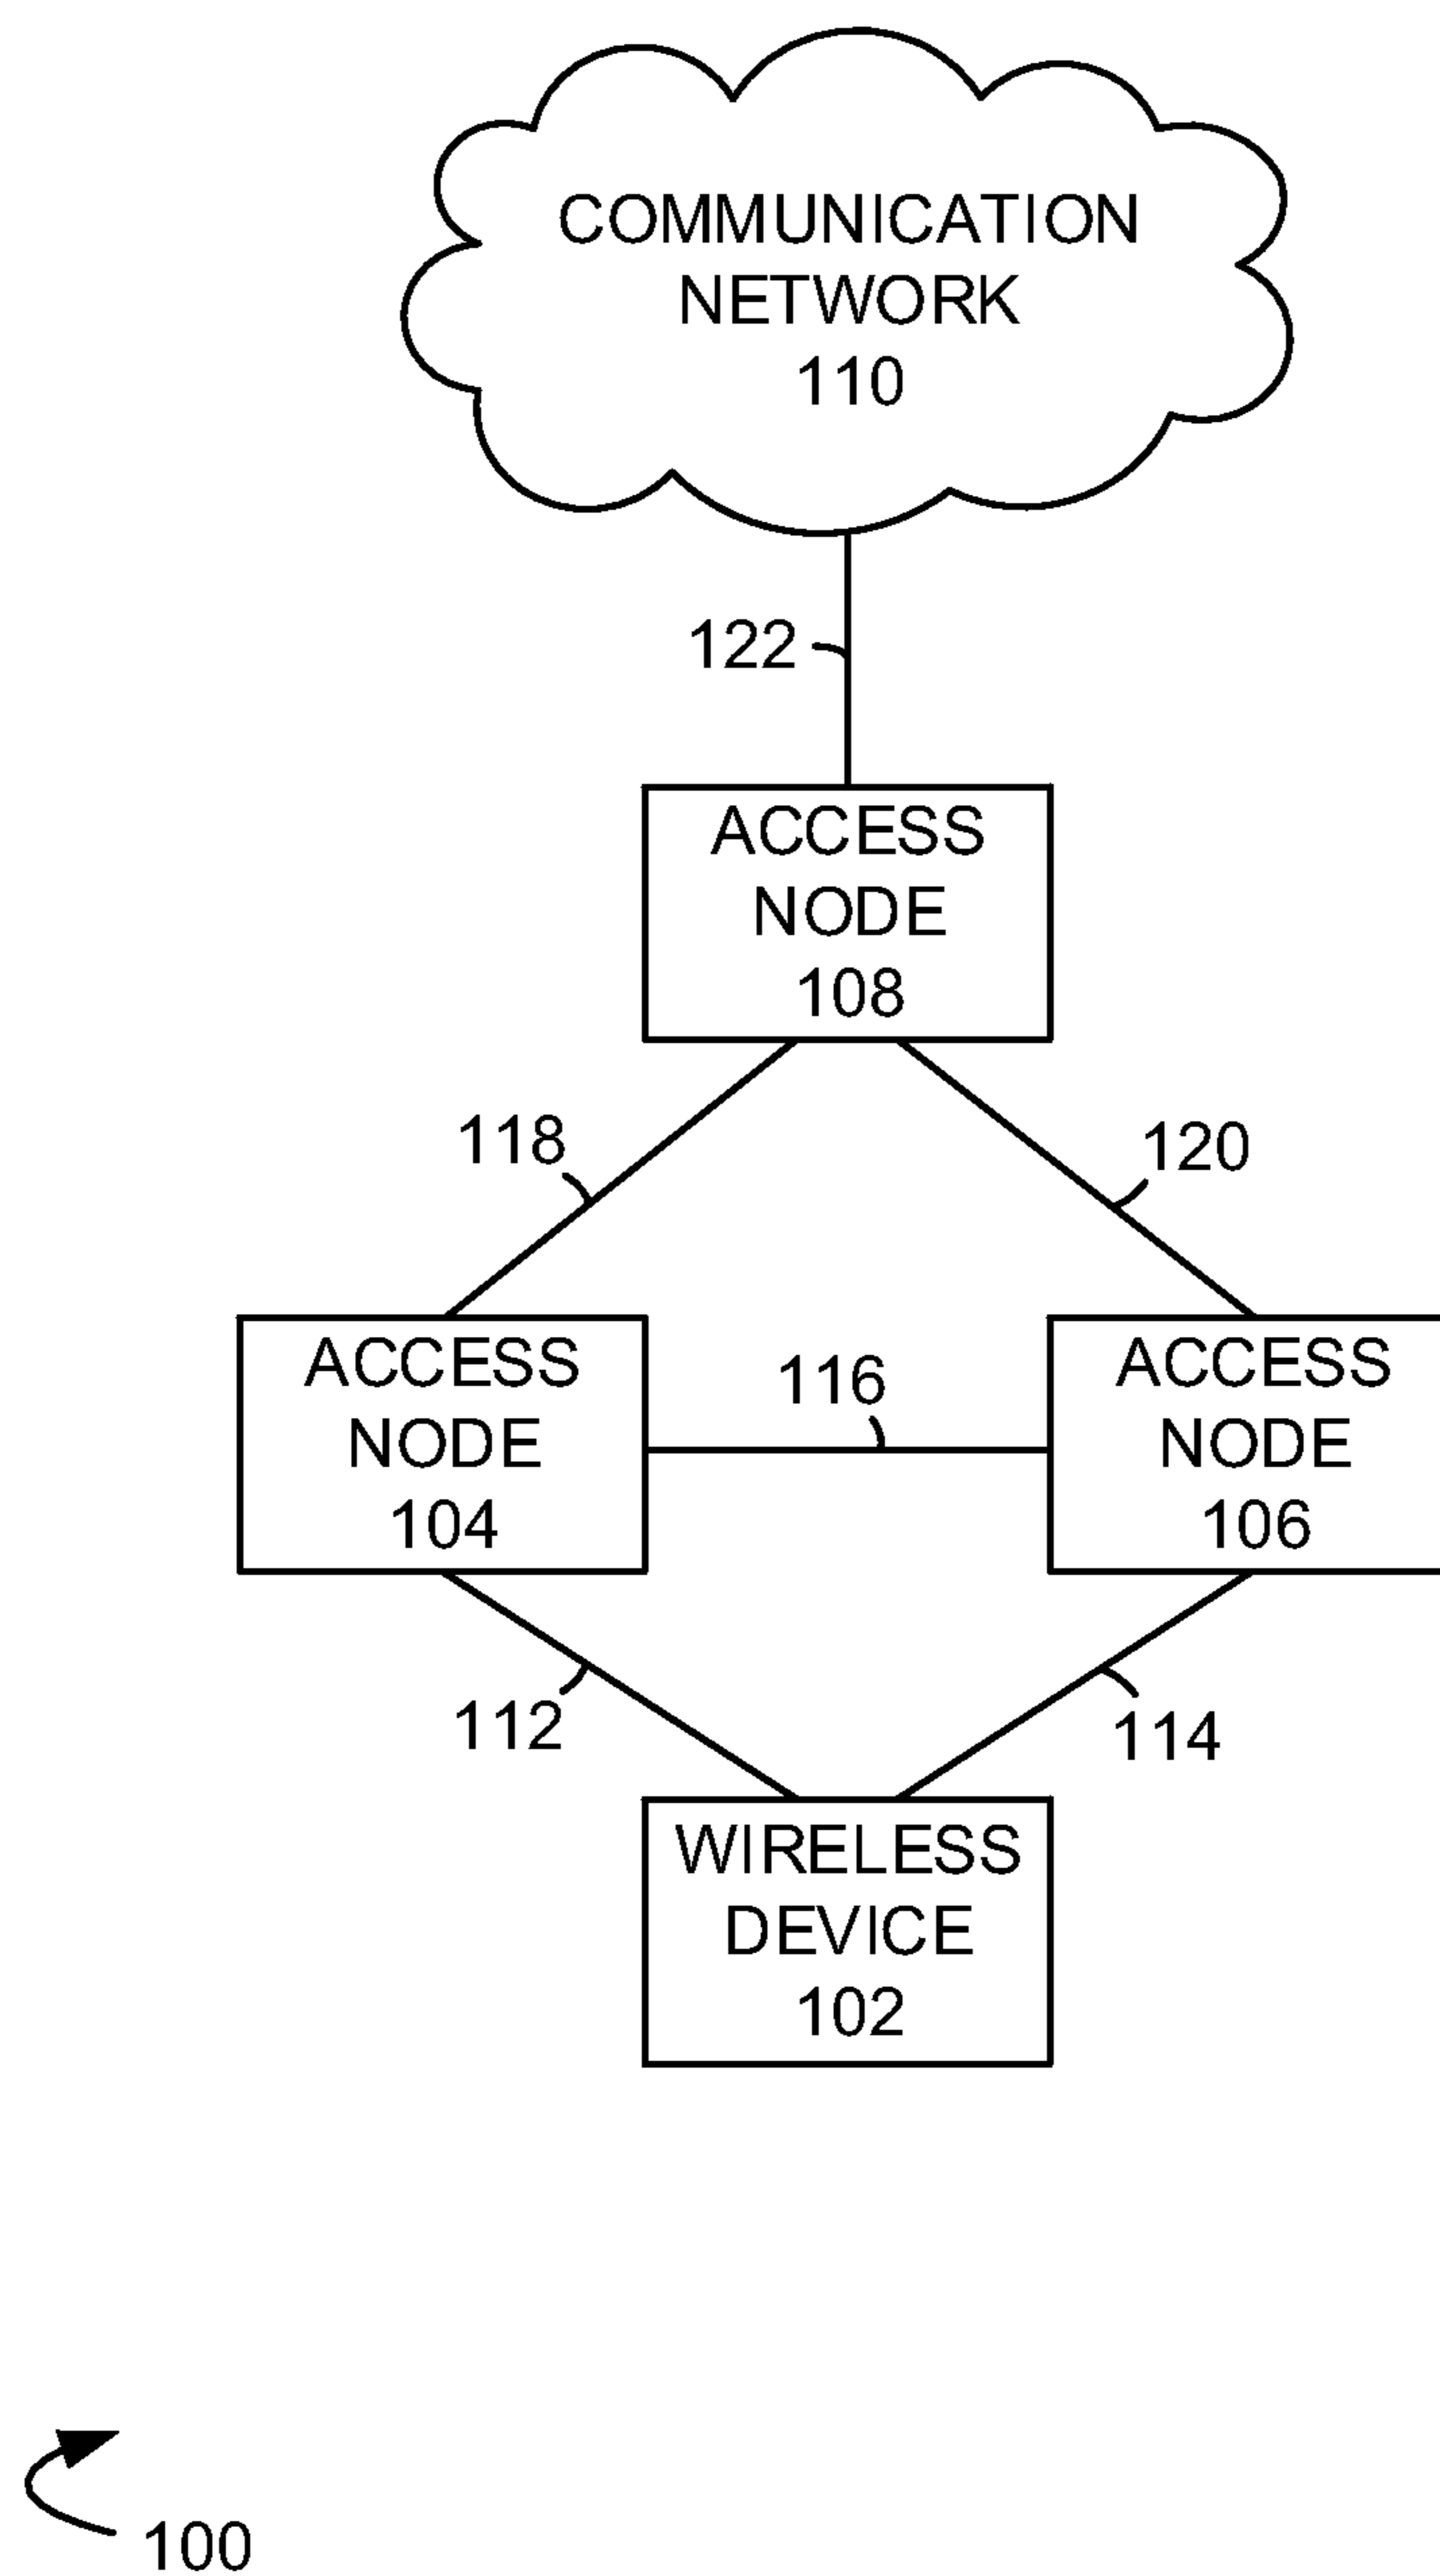 COMMUNICATION
NETWORK
110
122
ACCESS
NODE
108
118
120
ACCESS
NODE
104
116
ACCESS
NODE
106
112
114
WIRELESS
DEVICE
102
100